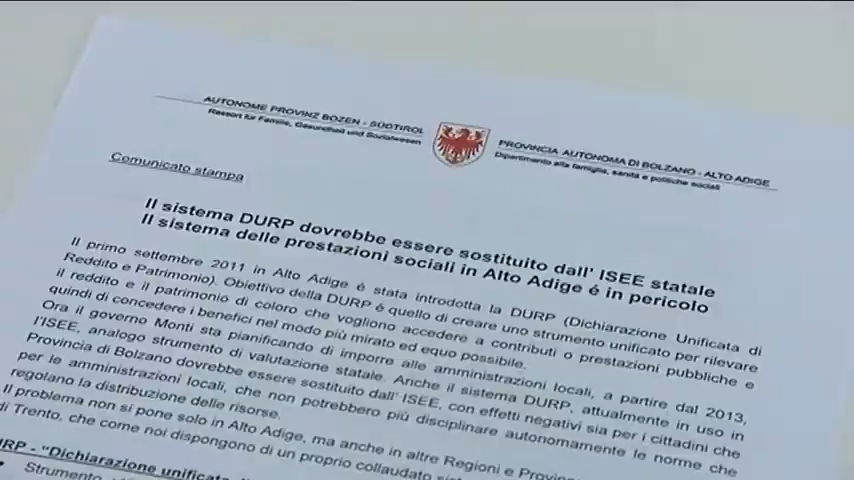 AUTONOME PROVINZ BOZEN - SÜDTIROL
Ressort für Familie, Gesundheit und Sozialwesen
PROVINCIA AUTONOMA DI BOLZANO - ALTO ADIGE
Dipartimento alla famiglia, sanità e politiche sociali
Comunicato stampa
Il sistema DURP dovrebbe essere sostituito dall' ISEE statale
Il sistema delle prestazioni sociali in Alto Adige é in pericolo
Il primo settembre 2011 in Alto Adige é stata introdotta la DURP (Dichiarazione Unificata di
Reddito e Patrimonio). Obiettivo della DURP é quello di creare uno strumento unificato per rilevare
il reddito e il patrimonio di coloro che vogliono accedere a contributi o prestazioni pubbliche e
quindi di concedere i benefici nel modo più mirato ed equo possibile.
Ora il governo Monti sta pianificando di imporre alle amministrazioni locali, a partire dal 2013,
l'ISEE, analogo strumento di valutazione statale. Anche il sistema DURP, attualmente in uso in
Provincia di Bolzano dovrebbe essere sostituito dall' ISEE, con effetti negativi sia per i cittadini che
per le amministrazioni locali, che non potrebbero più disciplinare autonomamente le norme che
regolano la distribuzione delle risorse.
Il problema non si pone solo in Alto Adige, ma anche in altre Regioni e Provin
di Trento, che come noi dispongono di un proprio collaudato
DURP - "Dichiarazione unificata
Strumento